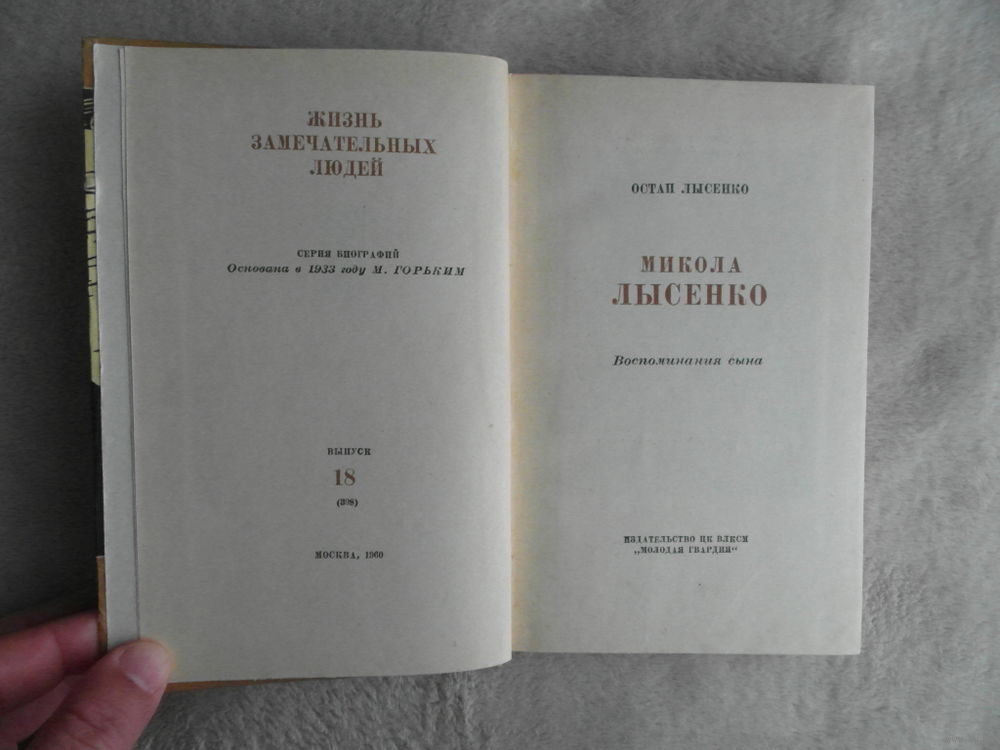 ЖИЗНЬ
ЗАМЕЧАТЕЛЬНЫХ
ЛЮДЕЙ
СЕРИЯ БИОГРАФИЙ
Основана в 1933 году М. ГОРЬКИМ
ВЫПУСК
18
(398)
МОСКВА, 1960
ОСТАП ЛЫСЕНКО
МИКОЛА
ЛЫСЕНКО
Воспоминания сына
ИЗДАТЕЛЬСТВО ЦК ВЛКСМ
„МОЛОДАЯ ГВАРДИЯ“